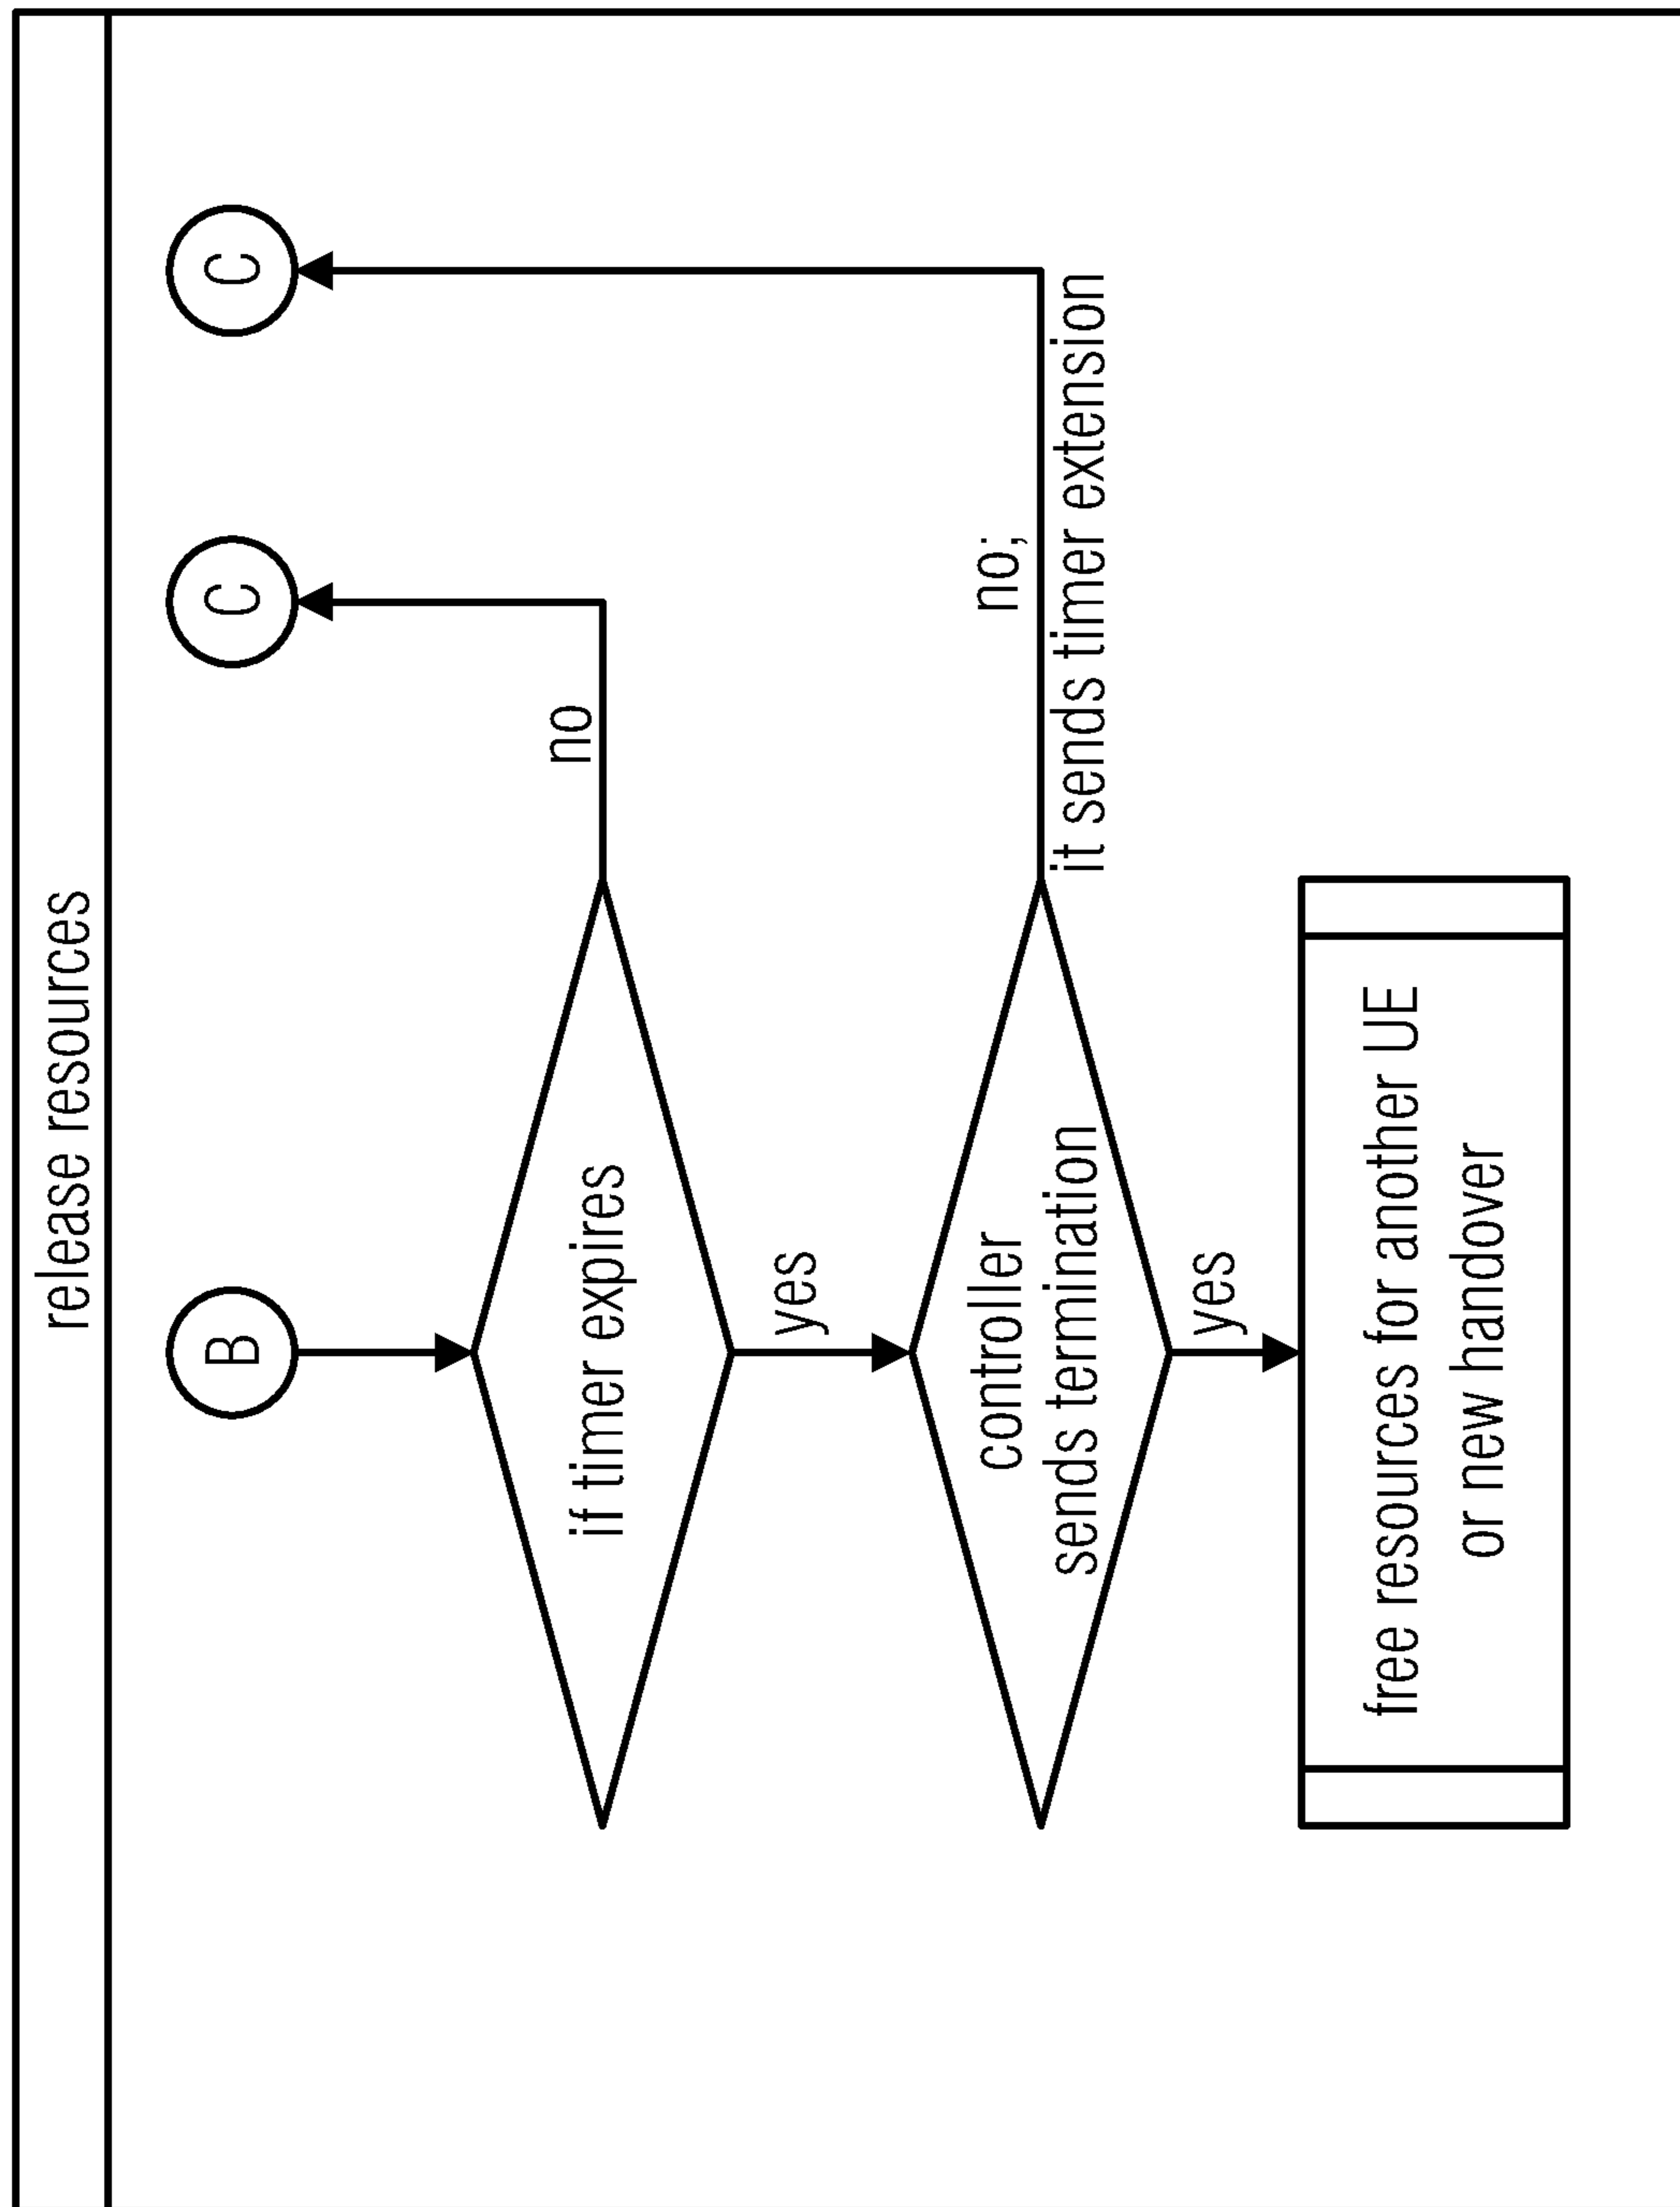 release resources
B
C
C
if timer expires
no
yes
controller
sends termination
no;
it sends timer extension
yes
free resources for another UE
or new handover